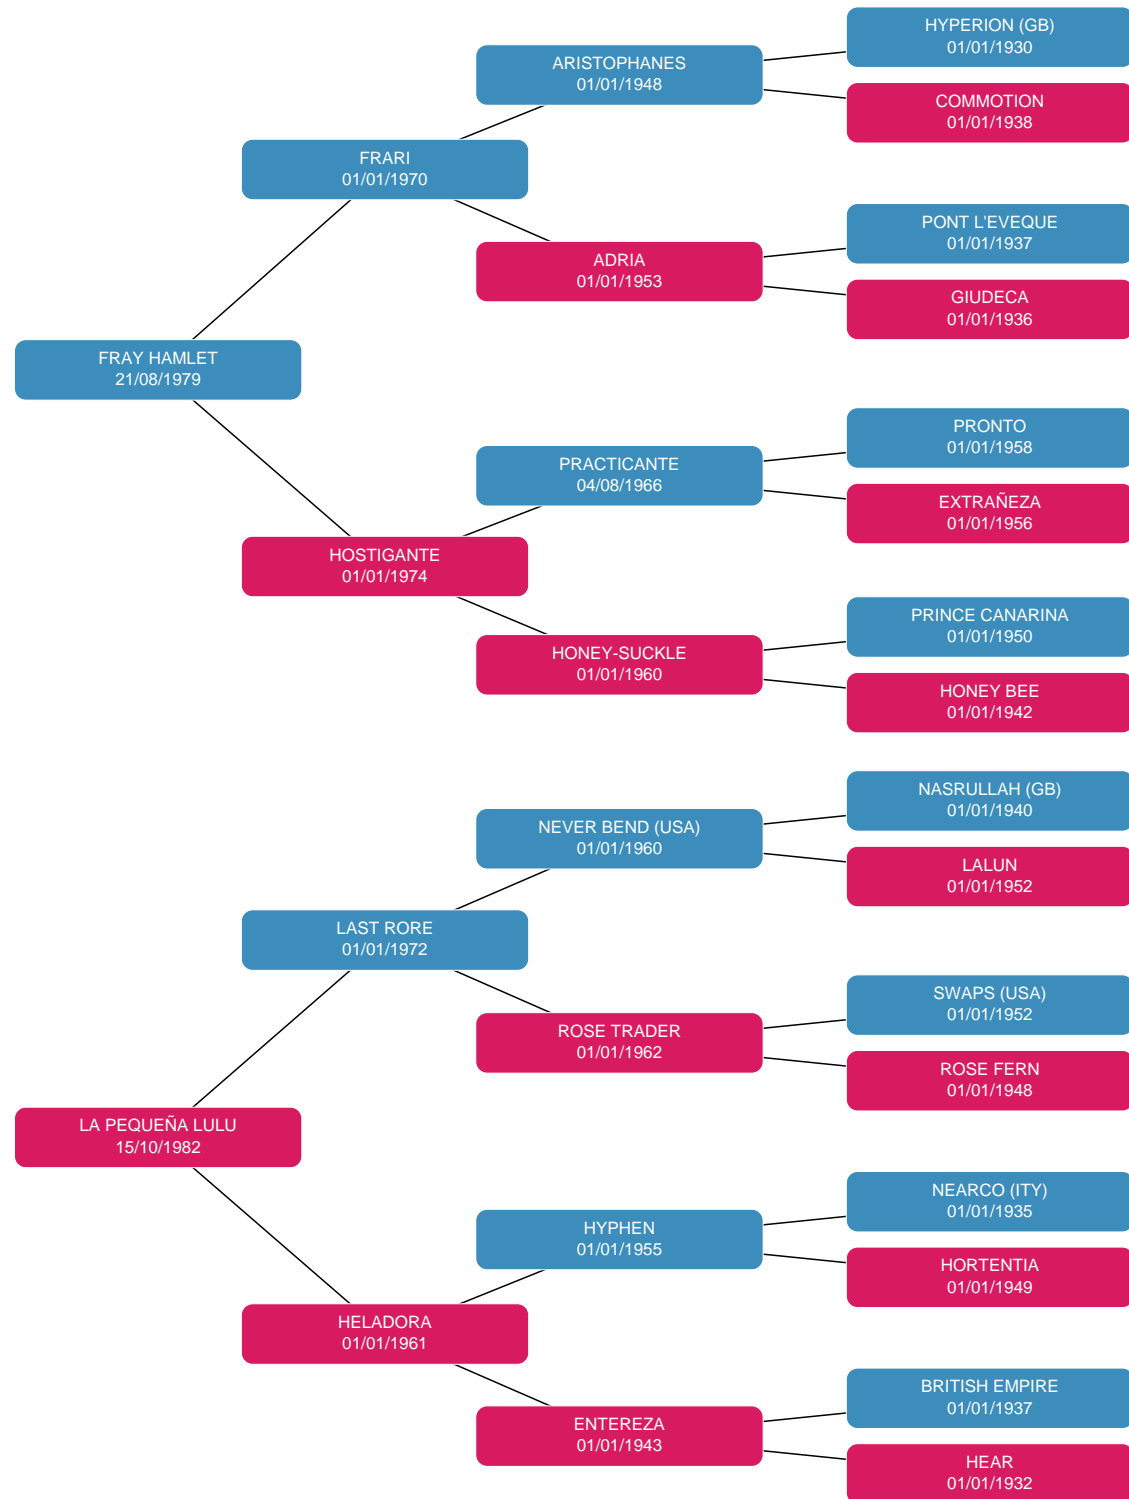 HYPERION (GB)
01/01/1930
ARISTOPHANES
01/01/1948
COMMOTION
01/01/1938
FRARI
01/01/1970
PONT L'EVEQUE
01/01/1937
ADRIA
01/01/1953
GIUDECA
01/01/1936
FRAY HAMLET
21/08/1979
PRONTO
01/01/1958
PRACTICANTE
04/08/1966
EXTRAÑEZA
01/01/1956
HOSTIGANTE
01/01/1974
PRINCE CANARINA
01/01/1950
HONEY-SUCKLE
01/01/1960
HONEY BEE
01/01/1942
NASRULLAH (GB)
01/01/1940
NEVER BEND (USA)
01/01/1960
LALUN
01/01/1952
LAST RORE
01/01/1972
SWAPS (USA)
01/01/1952
ROSE TRADER
01/01/1962
ROSE FERN
01/01/1948
LA PEQUEÑA LULU
15/10/1982
NEARCO (ITY)
01/01/1935
HYPHEN
01/01/1955
HORTENTIA
01/01/1949
HELADORA
01/01/1961
BRITISH EMPIRE
01/01/1937
ENTEREZA
01/01/1943
HEAR
01/01/1932